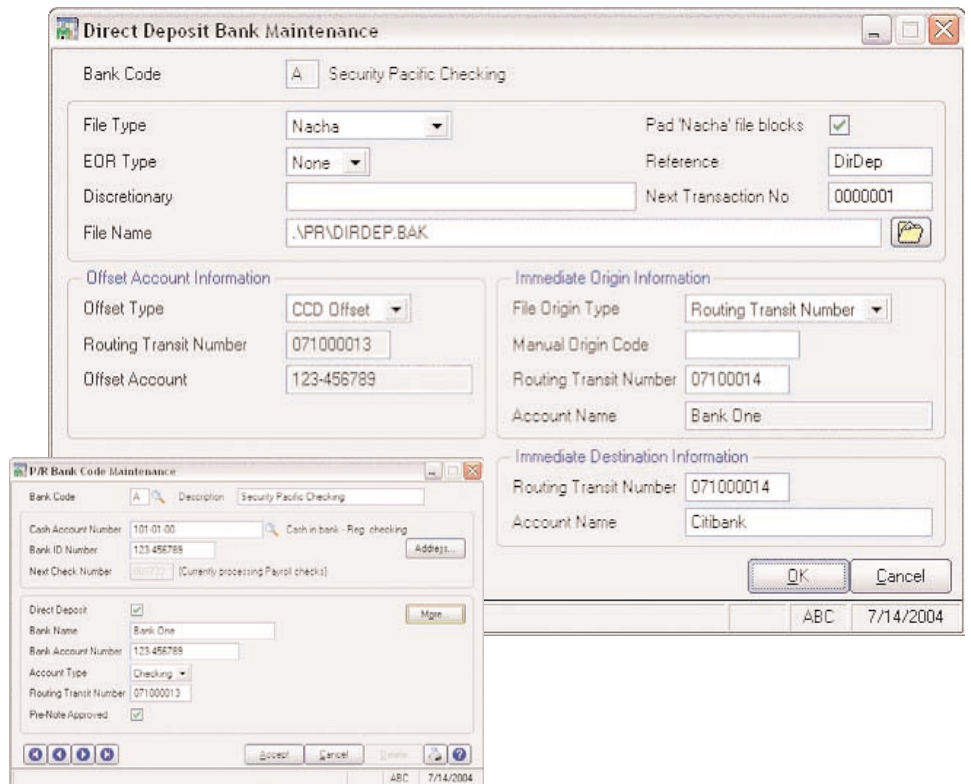 Direct Deposit Bank Maintenance
Bank Code A Security Pacific Checking
File Type Nacha Pad 'Nacha' file blocks
EOR Type None Reference DirDep
Discretionary Next Transaction No 0000001
File Name .\PR\DIRDEP.BAK
Offset Account Information
Offset Type CCD Offset
Routing Transit Number 071000013
Offset Account 123-456789
Immediate Origin Information
File Origin Type Routing Transit Number
Manual Origin Code
Routing Transit Number 07100014
Account Name Bank One
Immediate Destination Information
Routing Transit Number 071000014
Account Name Citibank
OK Cancel
ABC 7/14/2004
P/R Bank Code Maintenance
Bank Code A Description Security Pacific Checking
Cash Account Number 101-01-00 Cash in bank - Reg. checking
Bank ID Number 123-456789 Address...
Next Check Number (Currently processing Payroll checks)
Direct Deposit More...
Bank Name Bank One
Bank Account Number 123-456789
Account Type Checking
Routing Transit Number 071000013
Pre-Note Approved
Accept Cancel Delete
ABC 7/14/2004